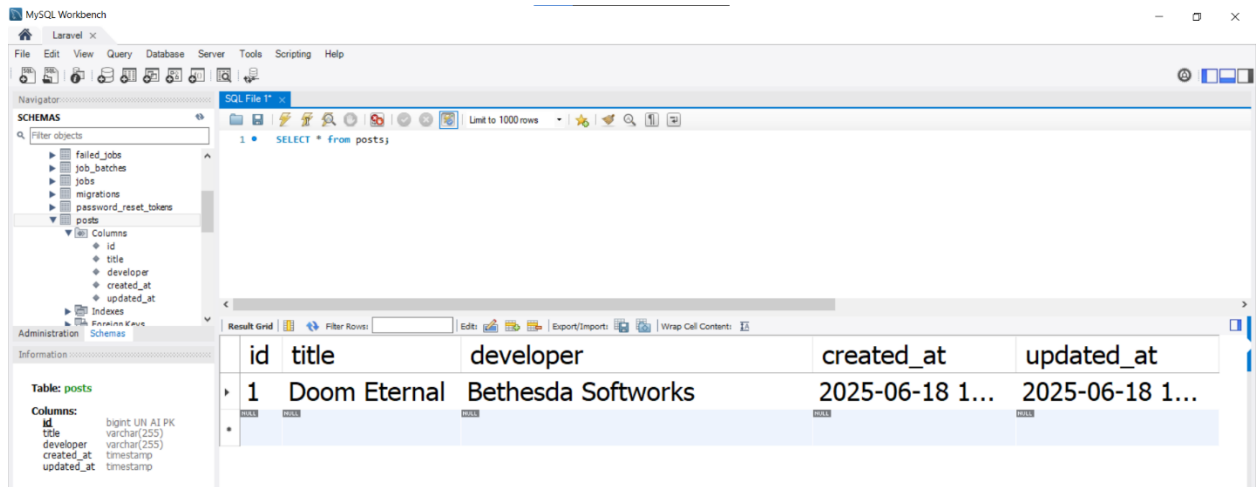 MySQL Workbench
Laravel
File Edit View Query Database Server Tools Scripting Help
Navigator
SCHEMAS
Filter objects
failed_jobs
job_batches
jobs
migrations
password_reset_tokens
posts
Columns
id
title
developer
created_at
updated_at
Indexes
Foreign Keys
Administration Schemas
Information
Table: posts
Columns:
id bigint UN AI PK
title varchar(255)
developer varchar(255)
created_at timestamp
updated_at timestamp
SQL File 1*
Limit to 1000 rows
1 SELECT * from posts;
Result Grid Filter Rows: Edit: Export/Import: Wrap Cell Content:
id title developer created_at updated_at
1 Doom Eternal Bethesda Softworks 2025-06-18 1... 2025-06-18 1...
NULL NULL NULL NULL NULL